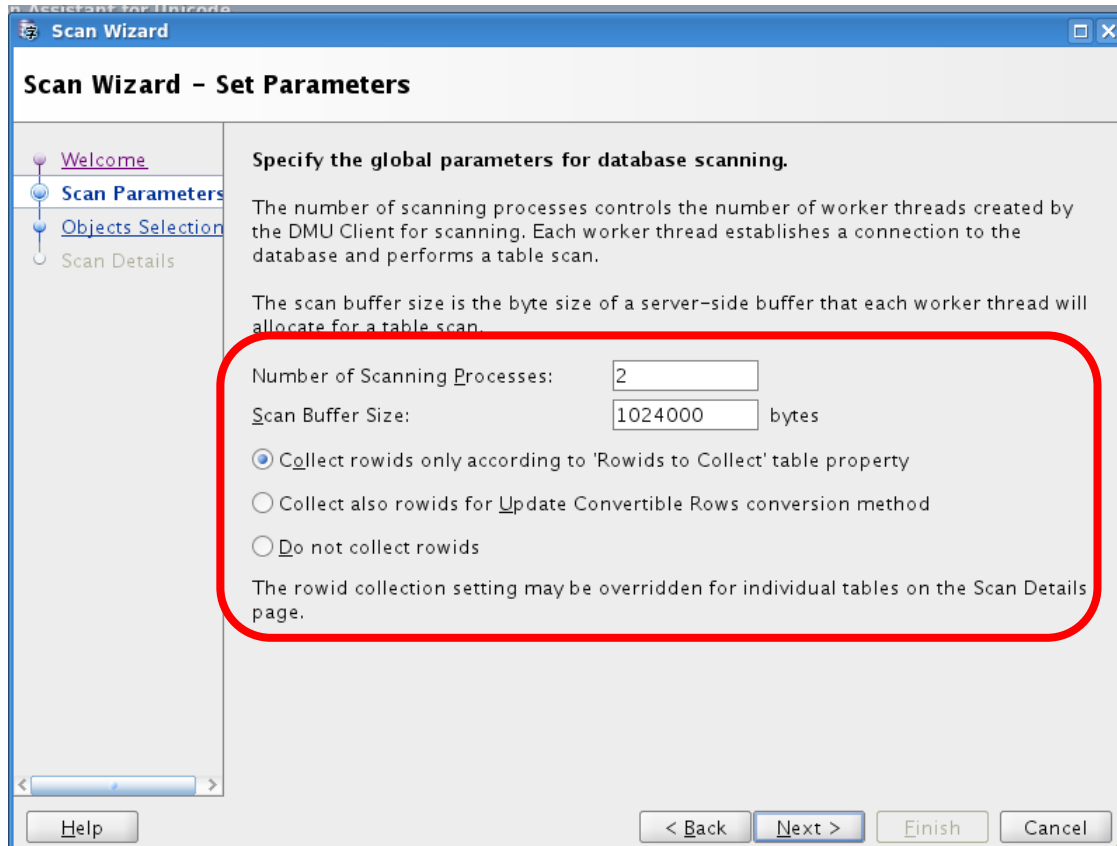 n Assistant for Unicode
Scan Wizard
Scan Wizard – Set Parameters
Welcome
Scan Parameters
Objects Selection
Scan Details
Specify the global parameters for database scanning.
The number of scanning processes controls the number of worker threads created by
the DMU Client for scanning. Each worker thread establishes a connection to the
database and performs a table scan.
The scan buffer size is the byte size of a server-side buffer that each worker thread will
allocate for a table scan.
Number of Scanning Processes: 2
Scan Buffer Size: 1024000 bytes
Collect rowids only according to 'Rowids to Collect' table property
Collect also rowids for Update Convertible Rows conversion method
Do not collect rowids
The rowid collection setting may be overridden for individual tables on the Scan Details
page.
Help < Back Next > Finish Cancel